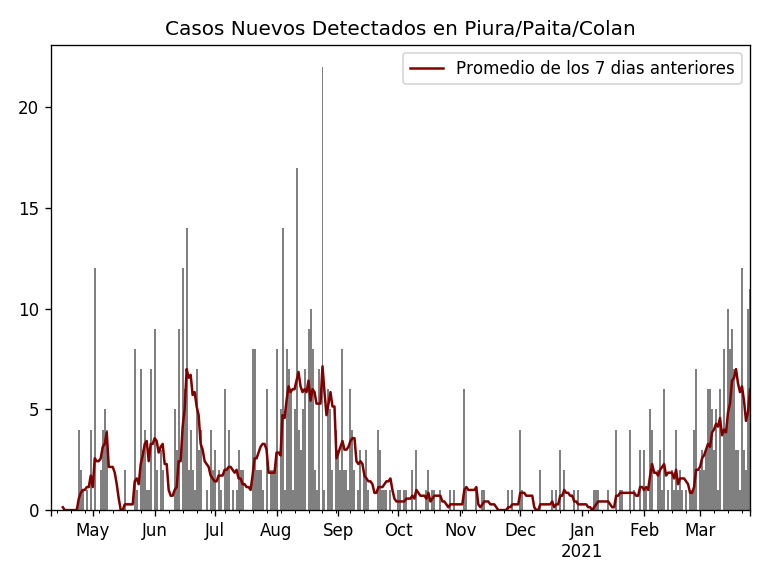 Casos Nuevos Detectados en Piura/Paita/Colan
Promedio de los 7 dias anteriores
20
15
10
5
0
May Jun Jul Aug Sep Oct Nov Dec Jan Feb Mar
2021